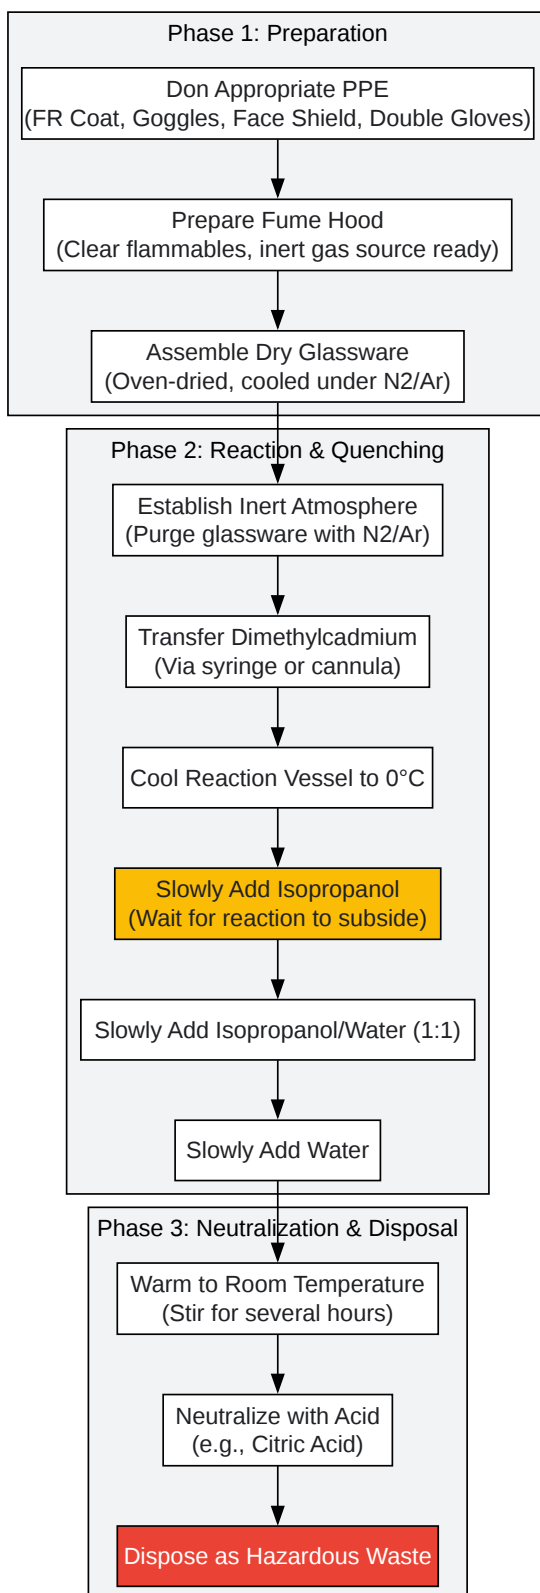 Phase 1: Preparation
Don Appropriate PPE
(FR Coat, Goggles, Face Shield, Double Gloves)
Prepare Fume Hood
(Clear flammables, inert gas source ready)
Assemble Dry Glassware
(Oven-dried, cooled under N2/Ar)
Phase 2: Reaction & Quenching
Establish Inert Atmosphere
(Purge glassware with N2/Ar)
Transfer Dimethylcadmium
(Via syringe or cannula)
Cool Reaction Vessel to 0°C
Slowly Add Isopropanol
(Wait for reaction to subside)
Slowly Add Isopropanol/Water (1:1)
Slowly Add Water
Phase 3: Neutralization & Disposal
Warm to Room Temperature
(Stir for several hours)
Neutralize with Acid
(e.g., Citric Acid)
Dispose as Hazardous Waste